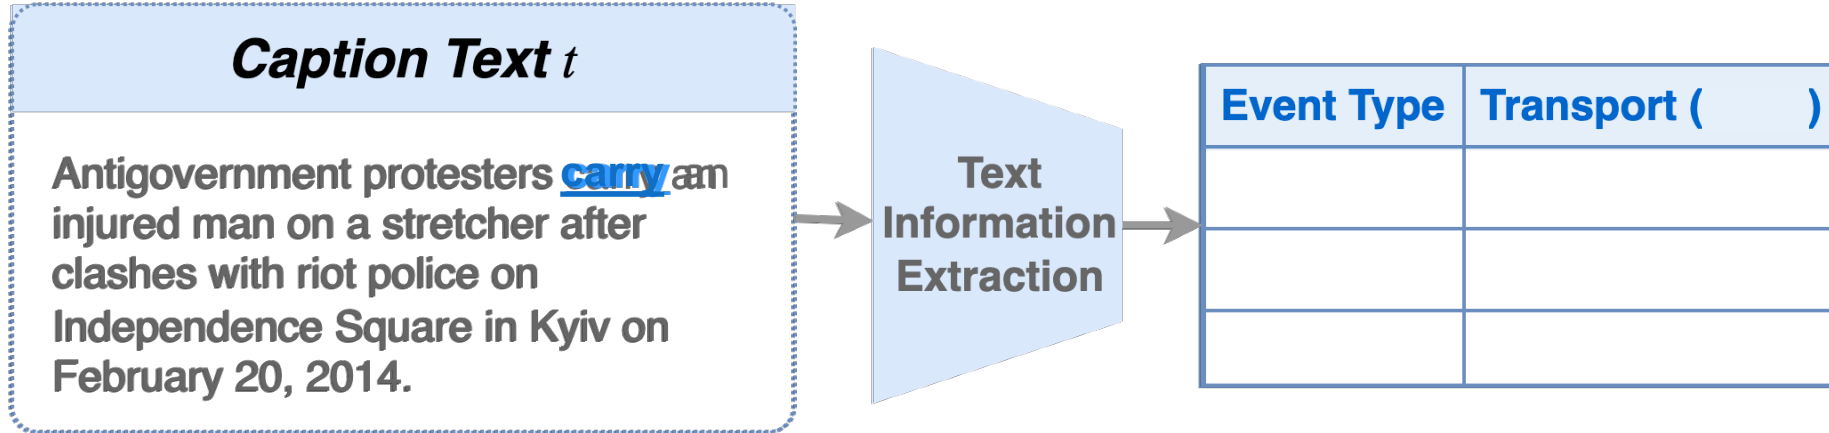 Caption Text t
Antigovernment protesters carry an
injured man on a stretcher after
clashes with riot police on
Independence Square in Kyiv on
February 20, 2014.
Text
Information
Extraction
Event Type Transport ( )